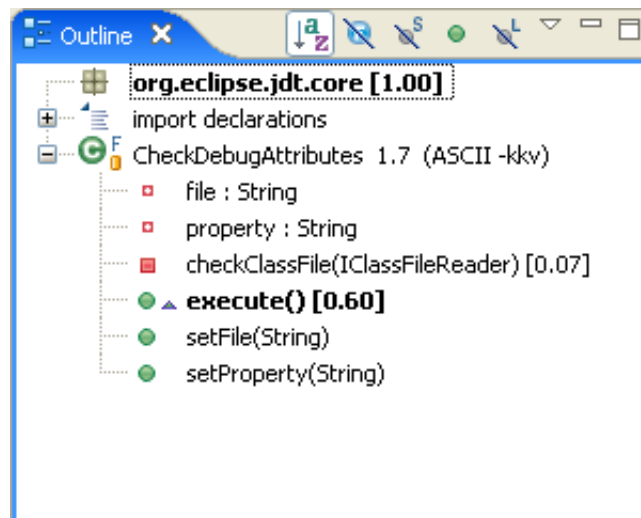 Outline
org.eclipse.jdt.core [1.00]
import declarations
CheckDebugAttributes 1.7 (ASCII -kkv)
file : String
property : String
checkClassFile(IClassFileReader) [0.07]
execute() [0.60]
setFile(String)
setProperty(String)